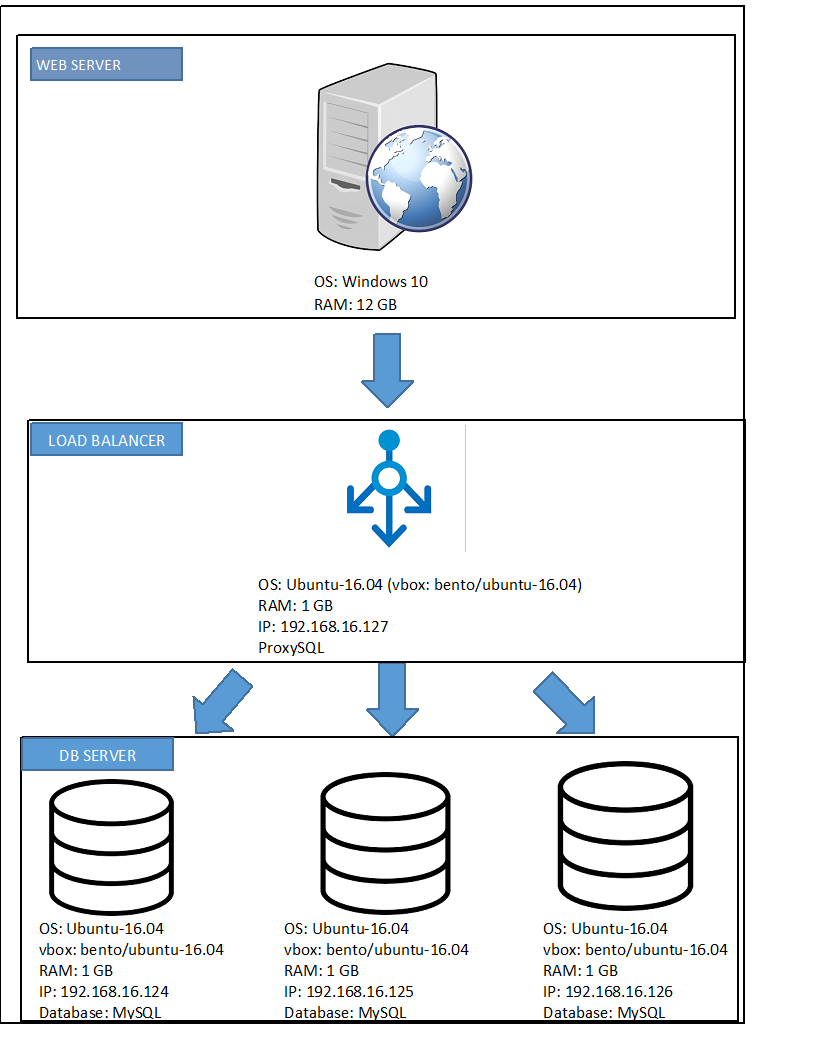 WEB SERVER
OS: Windows 10
RAM: 12 GB
LOAD BALANCER
OS: Ubuntu-16.04 (vbox: bento/ubuntu-16.04)
RAM: 1 GB
IP: 192.168.16.127
ProxySQL
DB SERVER
OS: Ubuntu-16.04
vbox: bento/ubuntu-16.04
RAM: 1 GB
IP: 192.168.16.124
Database: MySQL
OS: Ubuntu-16.04
vbox: bento/ubuntu-16.04
RAM: 1 GB
IP: 192.168.16.125
Database: MySQL
OS: Ubuntu-16.04
vbox: bento/ubuntu-16.04
RAM: 1 GB
IP: 192.168.16.126
Database: MySQL